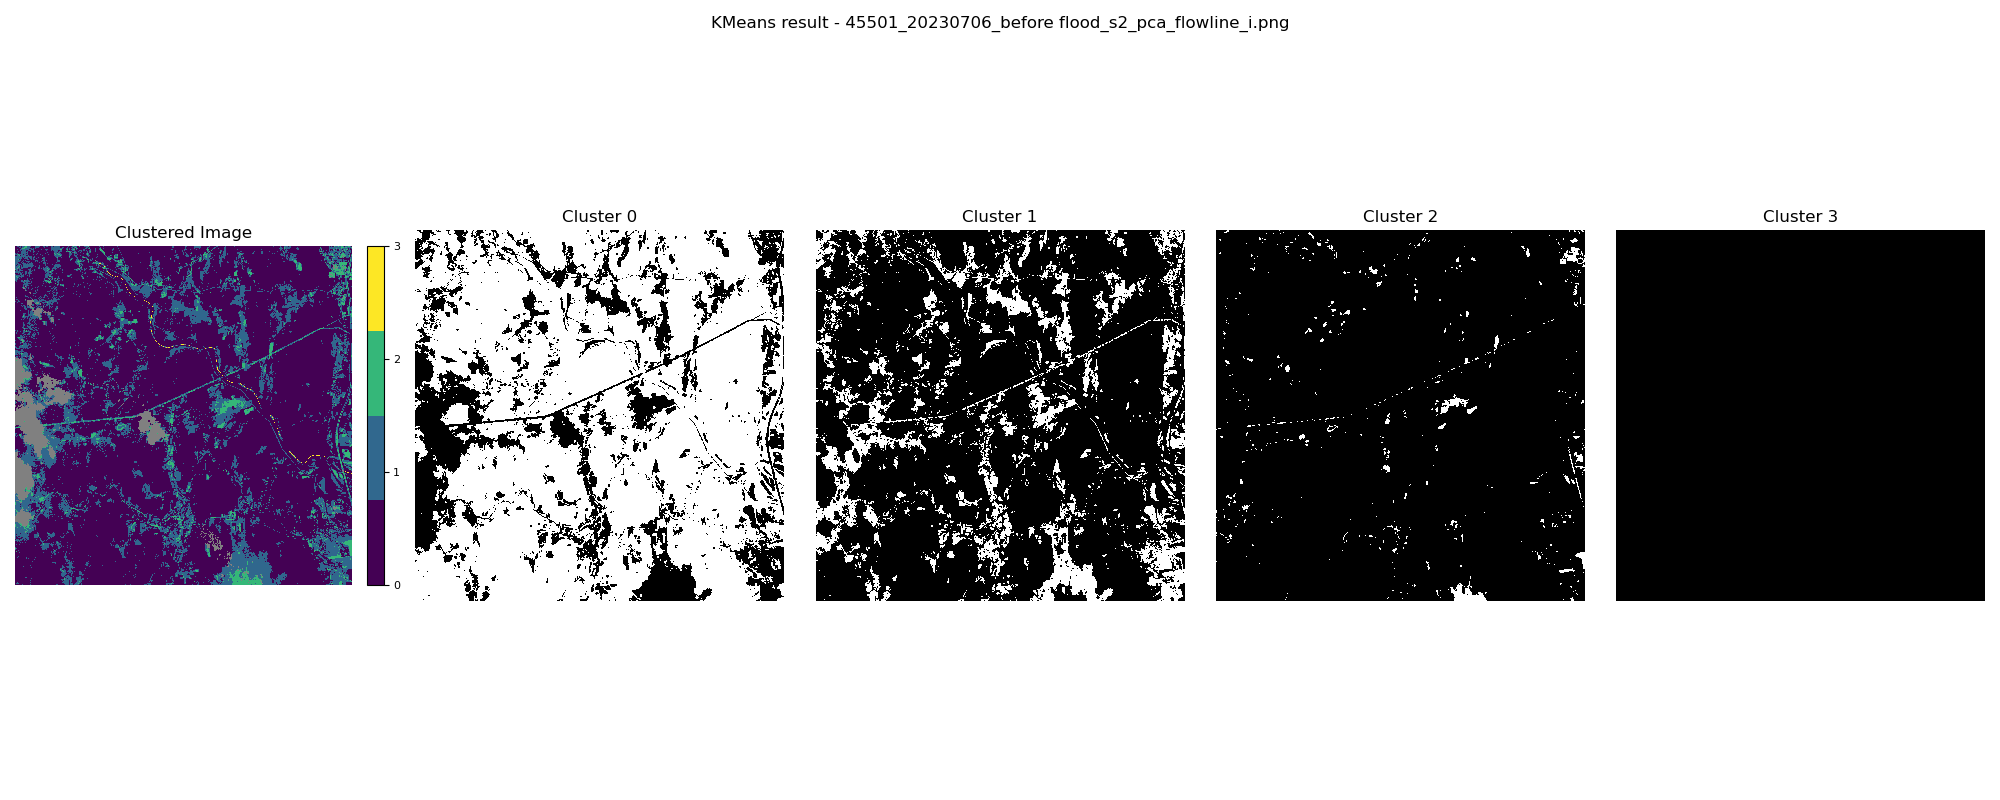 KMeans result - 45501_20230706_before flood_s2_pca_flowline_i.png
Clustered Image
Cluster 0
Cluster 1
Cluster 2
Cluster 3
3
2
1
0